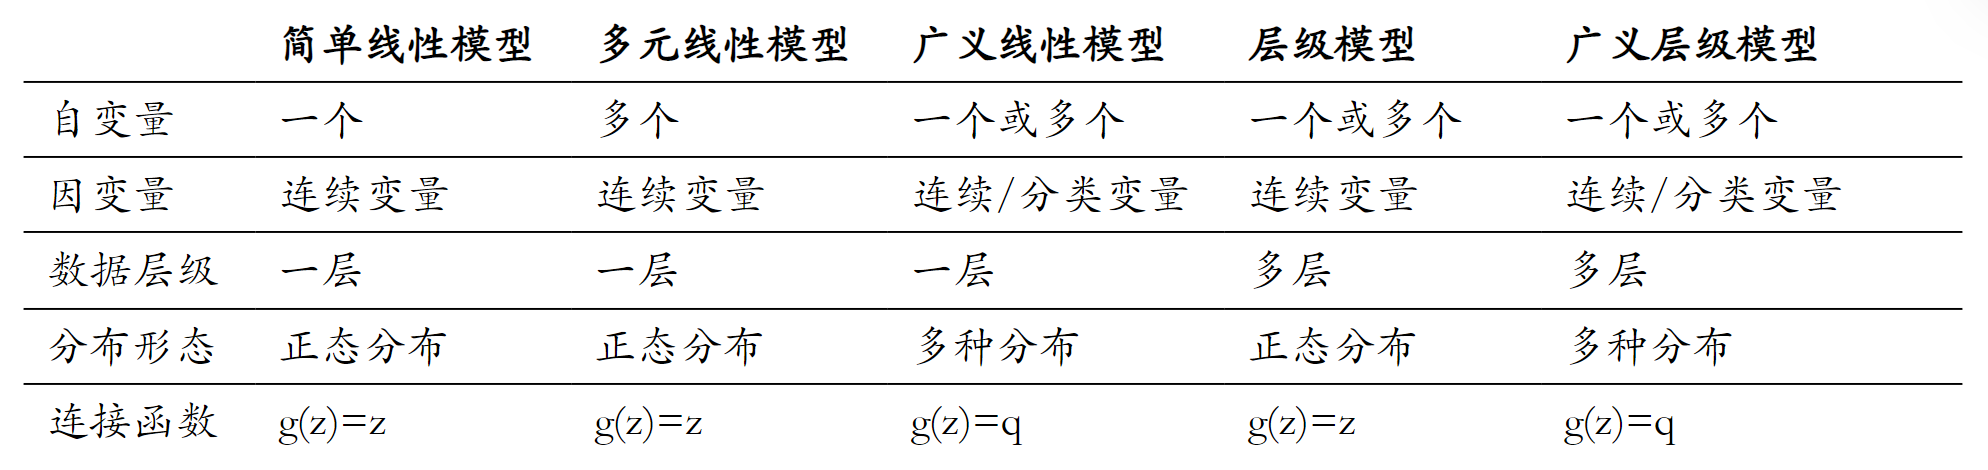 简单线性模型 多元线性模型 广义线性模型 层级模型 广义层级模型
自变量 一个 多个 一个或多个 一个或多个 一个或多个
因变量 连续变量 连续变量 连续/分类变量 连续变量 连续/分类变量
数据层级 一层 一层 一层 多层 多层
分布形态 正态分布 正态分布 多种分布 正态分布 多种分布
连接函数 g(z)=z g(z)=z g(z)=q g(z)=z g(z)=q